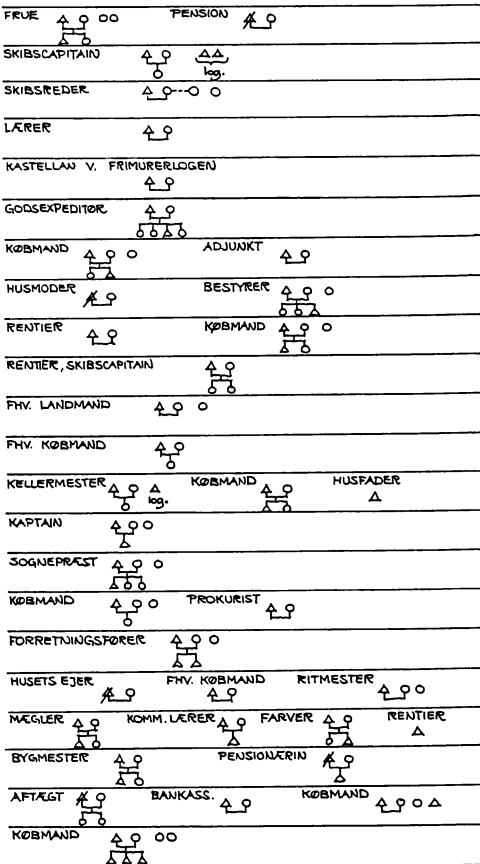 FRUE PENSION
SKIBSCAPITAIN
log.
SKIBSREDER
LÆRER
KASTELLAN V. FRIMURERLOGEN
GODSEXPEDITØR
KØBMAND ADJUNKT
HUSMODER BESTYRER
RENTIER KØBMAND
RENTIER, SKIBSCAPITAIN
FHV. LANDMAND
FHV. KØBMAND
KELLERMESTER KØBMAND HUSFADER
log.
KAPTAIN
SOGNEPRÆST
KØBMAND PROKURIST
FORRETNINGSFØRER
HUSETS EJER FHV. KØBMAND RITMESTER
MÆGLER KOMM. LÆRER FARVER RENTIER
BYGMESTER PENSIONÆRIN
AFTÆGT BANKASS. KØBMAND
KØBMAND